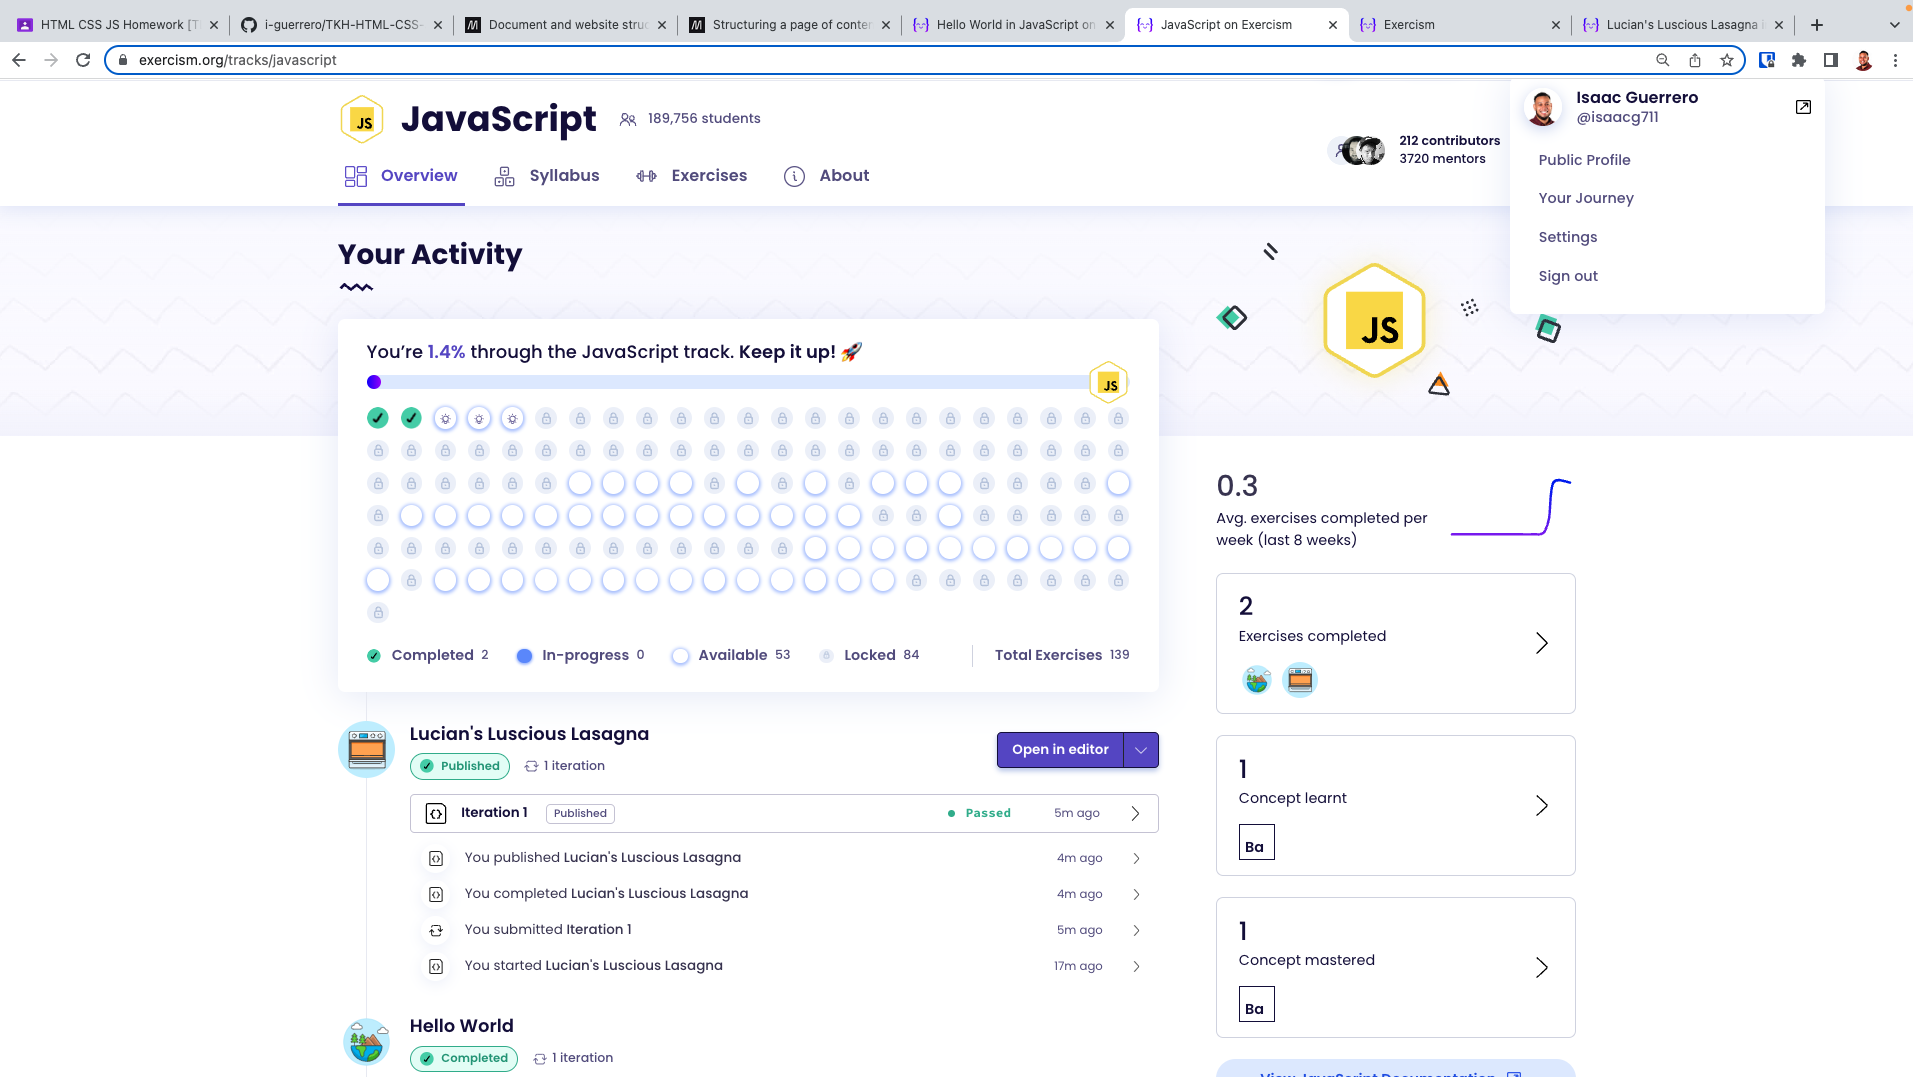 HTML CSS JS Homework [T
i-guerrero/TKH-HTML-CSS-
Document and website struc
Structuring a page of conter
Hello World in JavaScript on
JavaScript on Exercism
Exercism
Lucian's Luscious Lasagna i
exercism.org/tracks/javascript
JS
JavaScript
189,756 students
212 contributors
3720 mentors
Isaac Guerrero
@isaacg711
Public Profile
Your Journey
Settings
Sign out
Overview
Syllabus
Exercises
About
Your Activity
JS
You're 1.4% through the JavaScript track. Keep it up! 🚀
JS
Completed 2
In-progress 0
Available 53
Locked 84
Total Exercises 139
0.3
Avg. exercises completed per
week (last 8 weeks)
2
Exercises completed
1
Concept learnt
Ba
1
Concept mastered
Ba
View JavaScript Documentation
Lucian's Luscious Lasagna
Published
1 iteration
Open in editor
Iteration 1
Published
Passed
5m ago
You published Lucian's Luscious Lasagna
4m ago
You completed Lucian's Luscious Lasagna
4m ago
You submitted Iteration 1
5m ago
You started Lucian's Luscious Lasagna
17m ago
Hello World
Completed
1 iteration